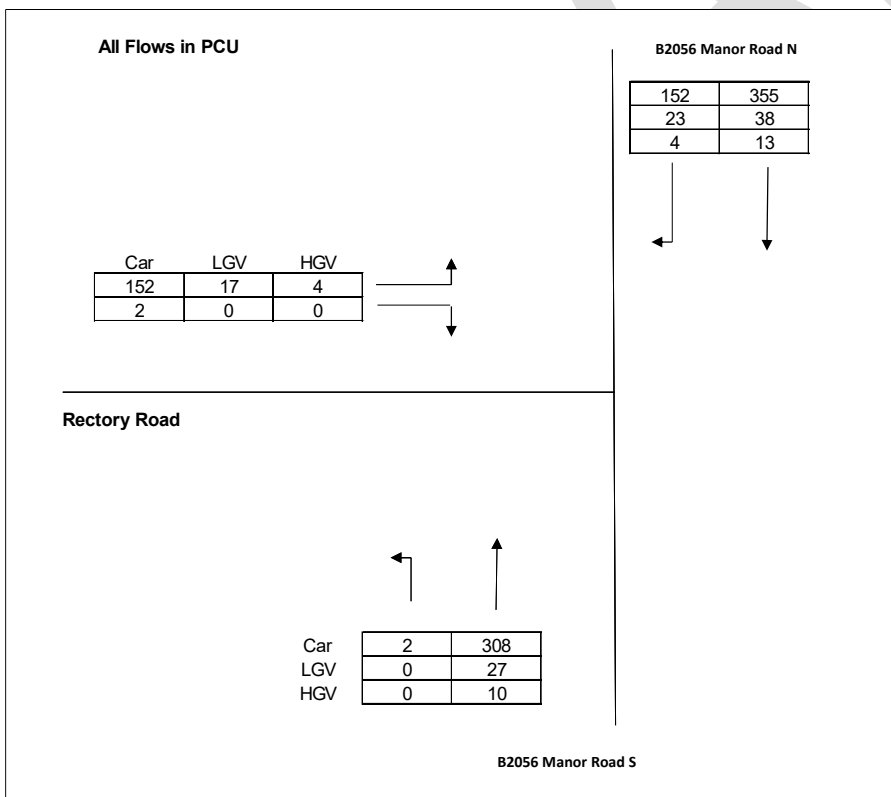 All Flows in PCU
B2056 Manor Road N
152 355
23 38
4 13
Car LGV HGV
152 17 4
2 0 0
Rectory Road
Car 2 308
LGV 0 27
HGV 0 10
B2056 Manor Road S